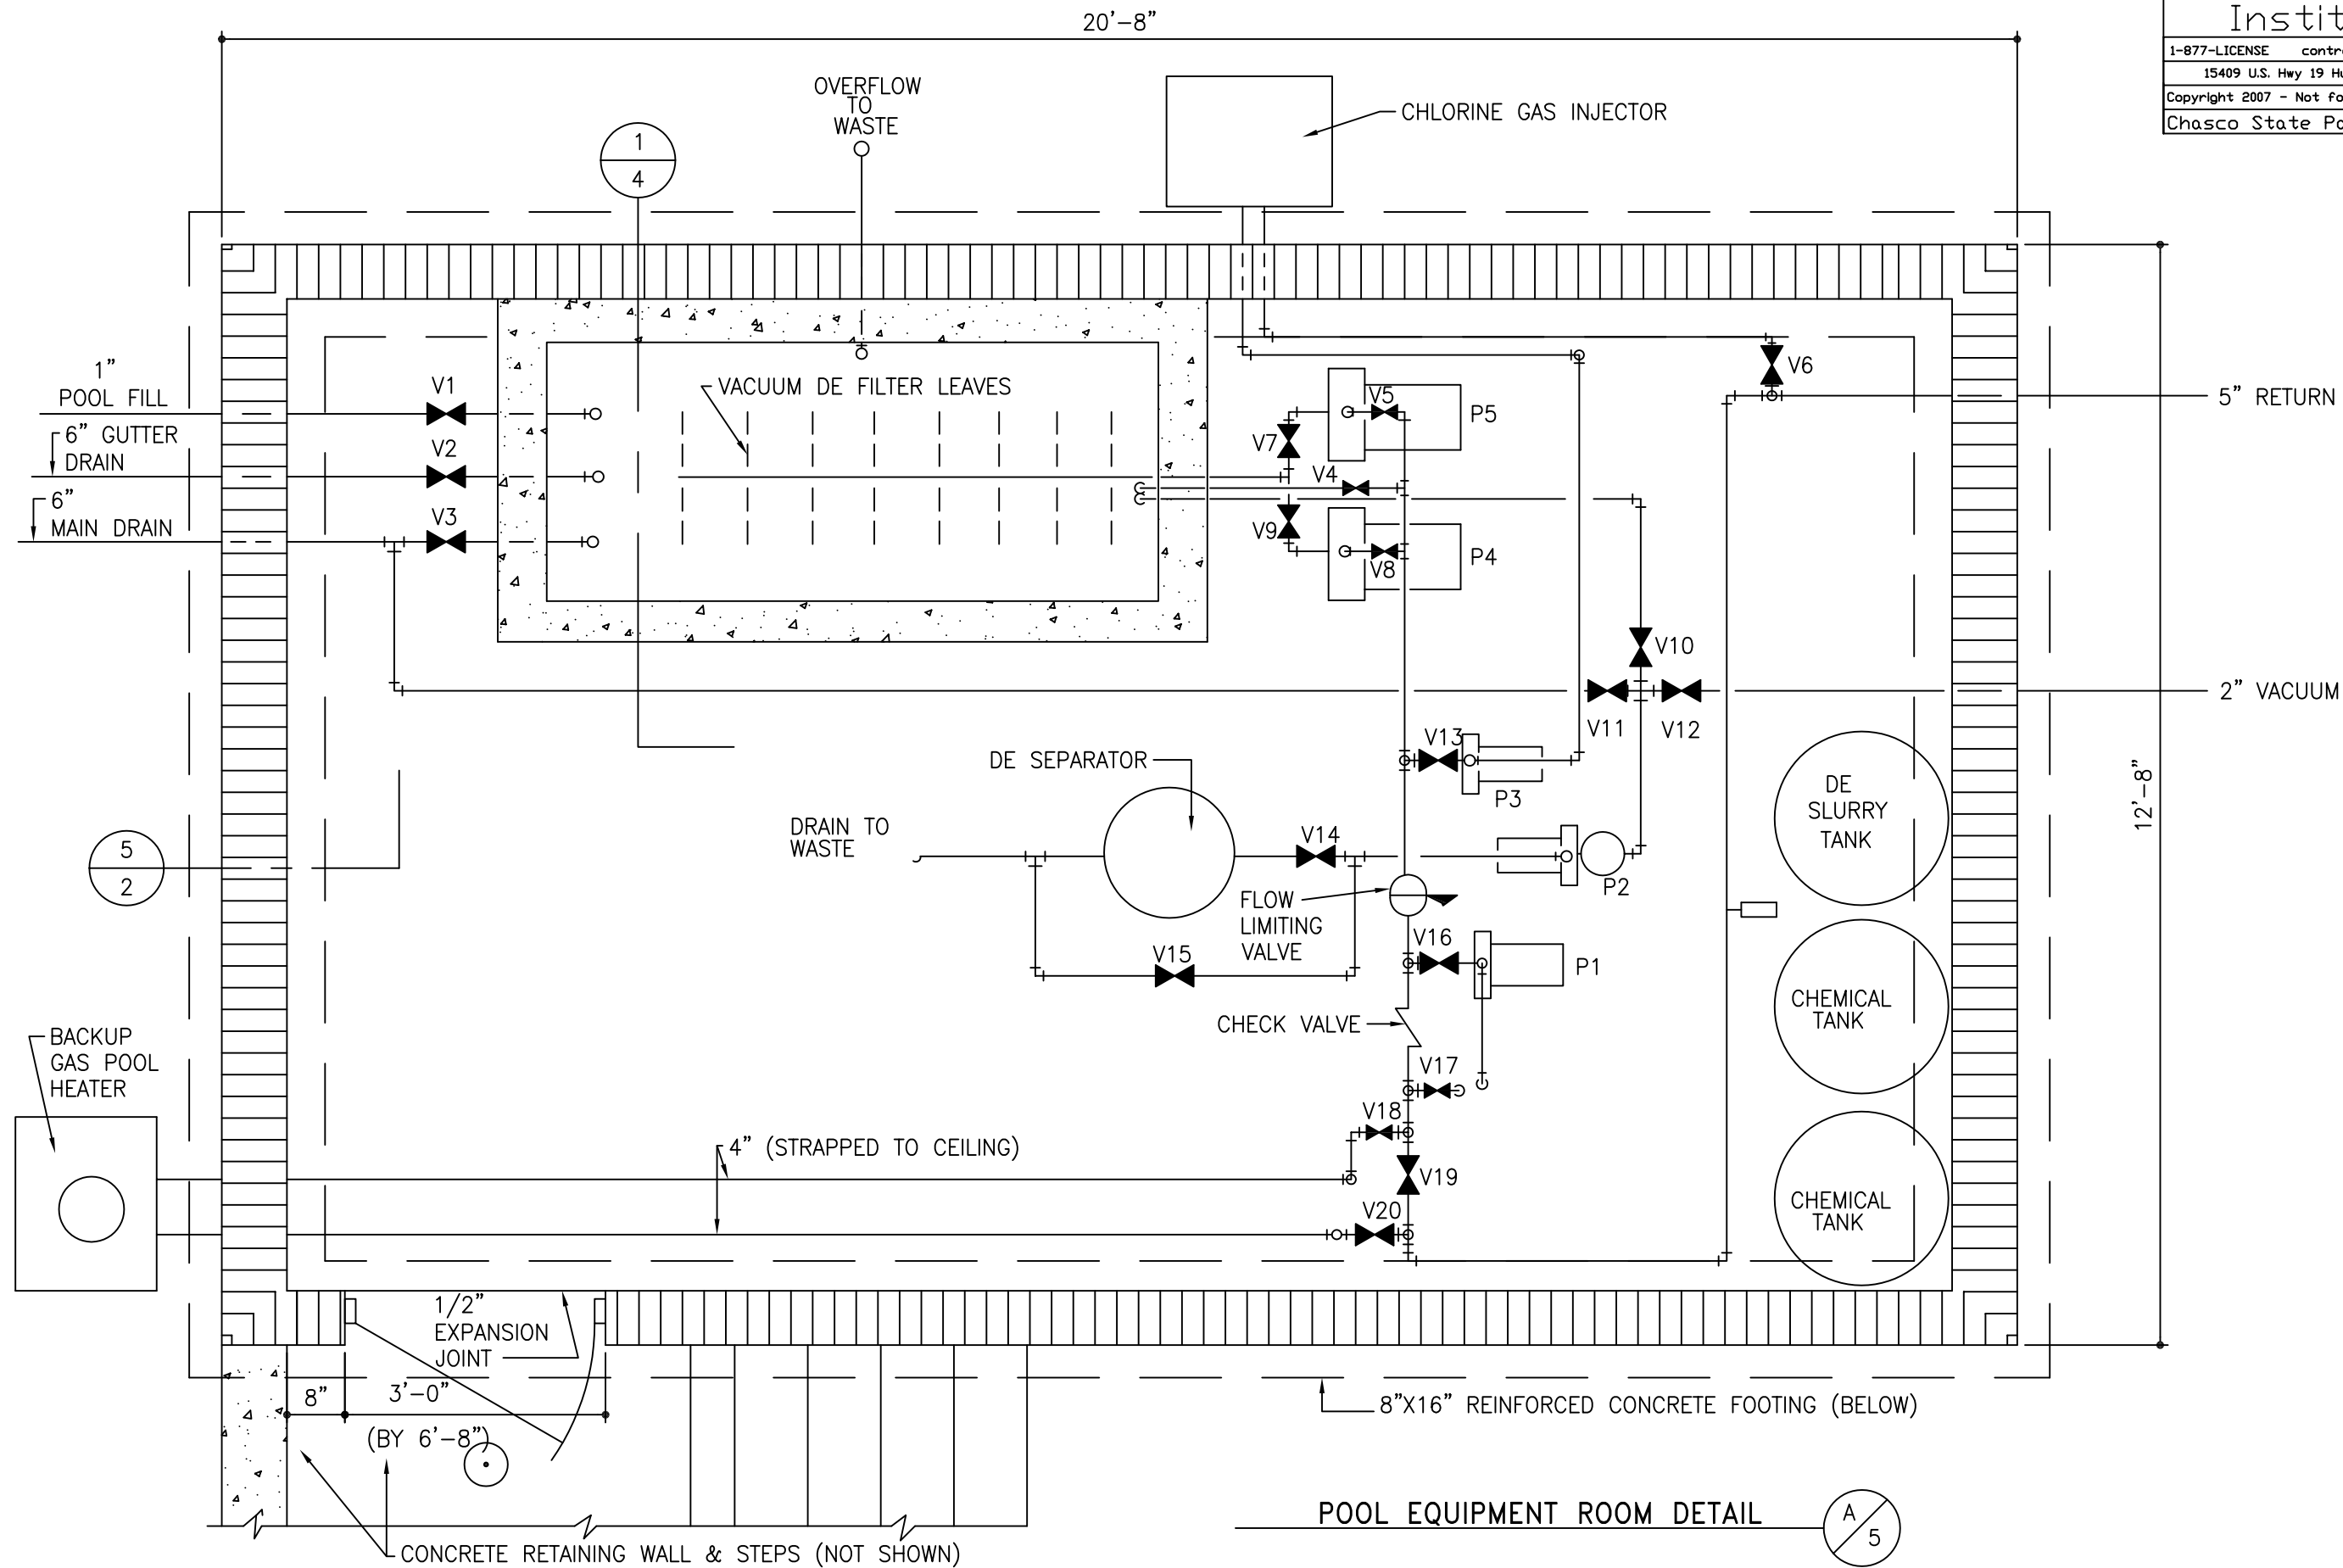 20'-8"
Instit
1-877-LICENSE contr
15409 U.S. Hwy 19 Hu
Copyright 2007 - Not fo
Chasco State Po
OVERFLOW
TO
WASTE
CHLORINE GAS INJECTOR
1
4
1"
POOL FILL
6" GUTTER
DRAIN
6"
MAIN DRAIN
V1
V2
V3
VACUUM DE FILTER LEAVES
V5
P5
V7
V4
V9
V8
P4
V6
5" RETURN
V10
V11
V12
2" VACUUM
12'-8"
V13
P3
DE SEPARATOR
DRAIN TO
WASTE
V14
P2
DE
SLURRY
TANK
5
2
FLOW
LIMITING
VALVE
V15
V16
P1
CHECK VALVE
CHEMICAL
TANK
V17
V18
V19
V20
CHEMICAL
TANK
BACKUP
GAS POOL
HEATER
4" (STRAPPED TO CEILING)
1/2"
EXPANSION
JOINT
8"
3'-0"
(BY 6'-8")
8"X16" REINFORCED CONCRETE FOOTING (BELOW)
CONCRETE RETAINING WALL & STEPS (NOT SHOWN)
POOL EQUIPMENT ROOM DETAIL
A
5